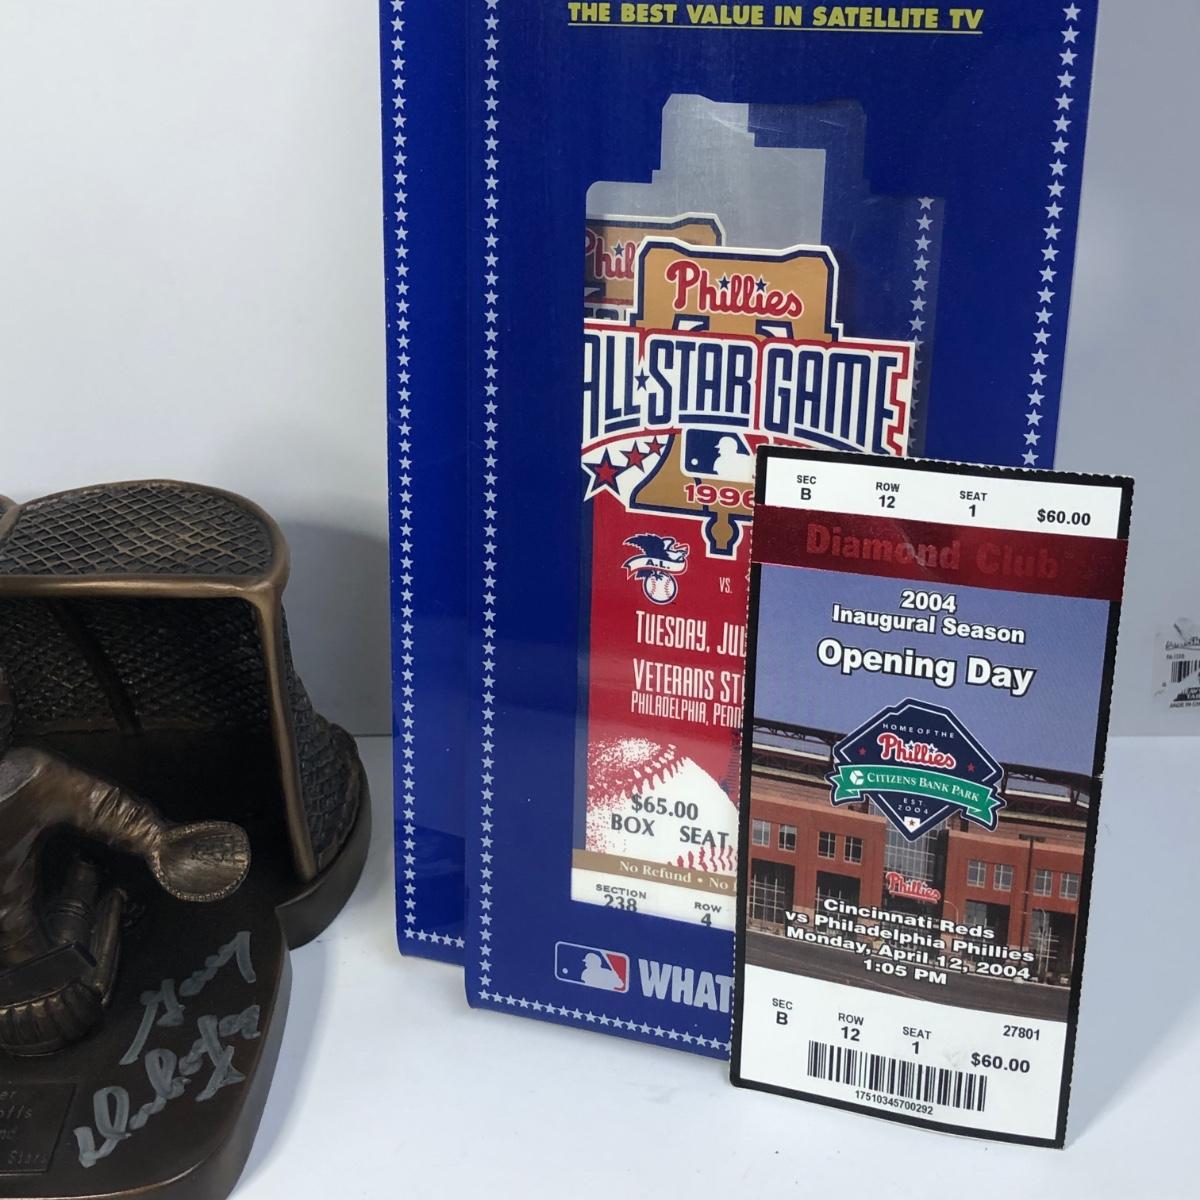 THE BEST VALUE IN SATELLITE TV
Phillies
ALL STAR GAME
1996
A.L.
VS.
TUESDAY, JUL
VETERANS ST
PHILADELPHIA, PENN
$65.00
BOX SEAT
No Refund • No
SECTION
238
ROW
4
WHAT
SEC
B
ROW
12
SEAT
1
$60.00
Diamond Club
2004
Inaugural Season
Opening Day
HOME OF THE
Phillies
CITIZENS BANK PARK
EST.
2004
Phillies
Cincinnati Reds
vs Philadelphia Phillies
Monday, April 12, 2004
1:05 PM
SEC
B
ROW
12
SEAT
1
27801
$60.00
17510345700292
Stars